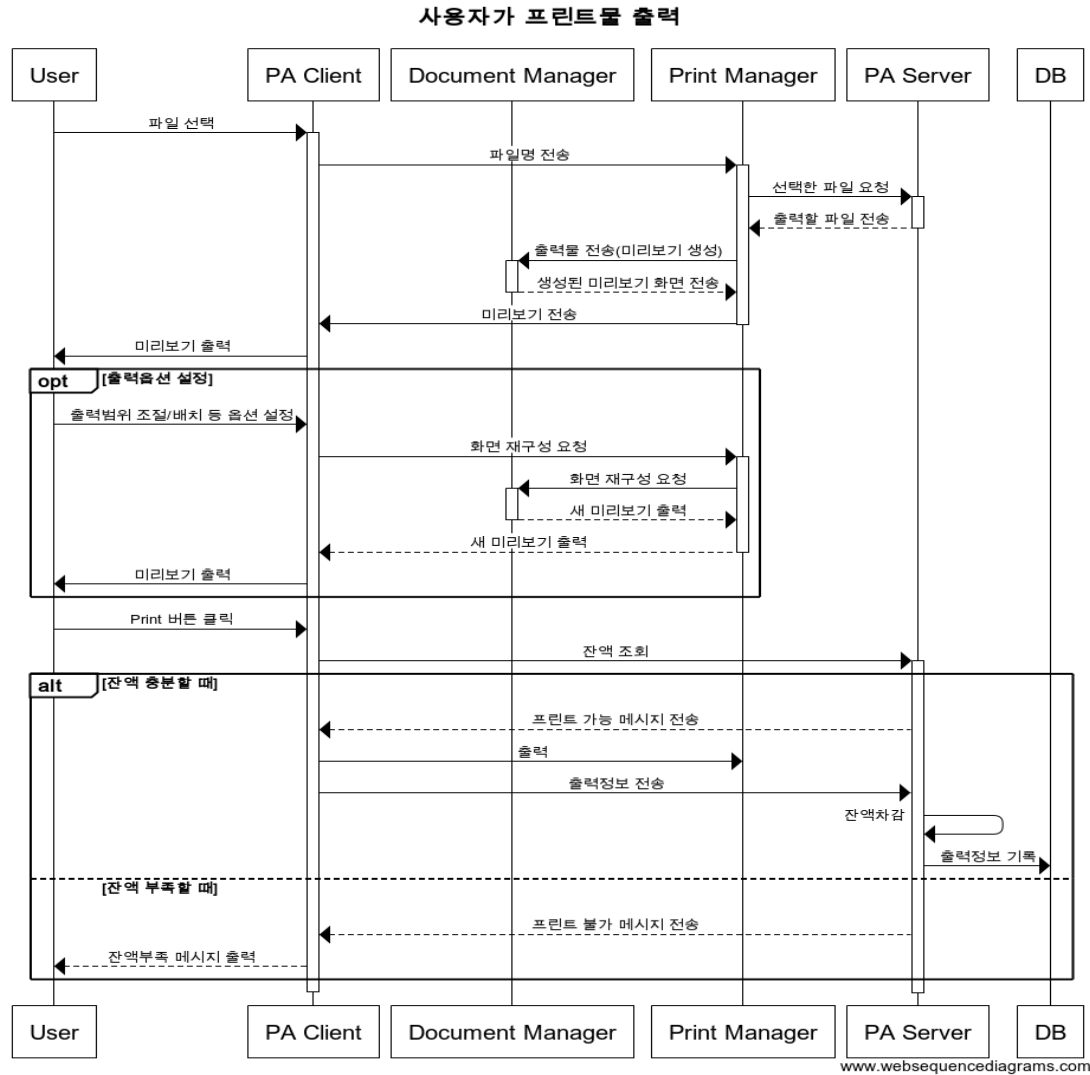 사용자가 프린트물 출력
User PA Client Document Manager Print Manager PA Server DB
파일 선택
파일명 전송
선택한 파일 요청
출력할 파일 전송
출력물 전송(미리보기 생성)
생성된 미리보기 화면 전송
미리보기 전송
미리보기 출력
opt [출력옵션 설정]
출력범위 조절/배치 등 옵션 설정
화면 재구성 요청
화면 재구성 요청
새 미리보기 출력
새 미리보기 출력
미리보기 출력
Print 버튼 클릭
잔액 조회
alt [잔액 충분할 때]
프린트 가능 메시지 전송
출력
출력정보 전송
잔액차감
출력정보 기록
[잔액 부족할 때]
프린트 불가 메시지 전송
잔액부족 메시지 출력
User PA Client Document Manager Print Manager PA Server DB
www.websequencediagrams.com